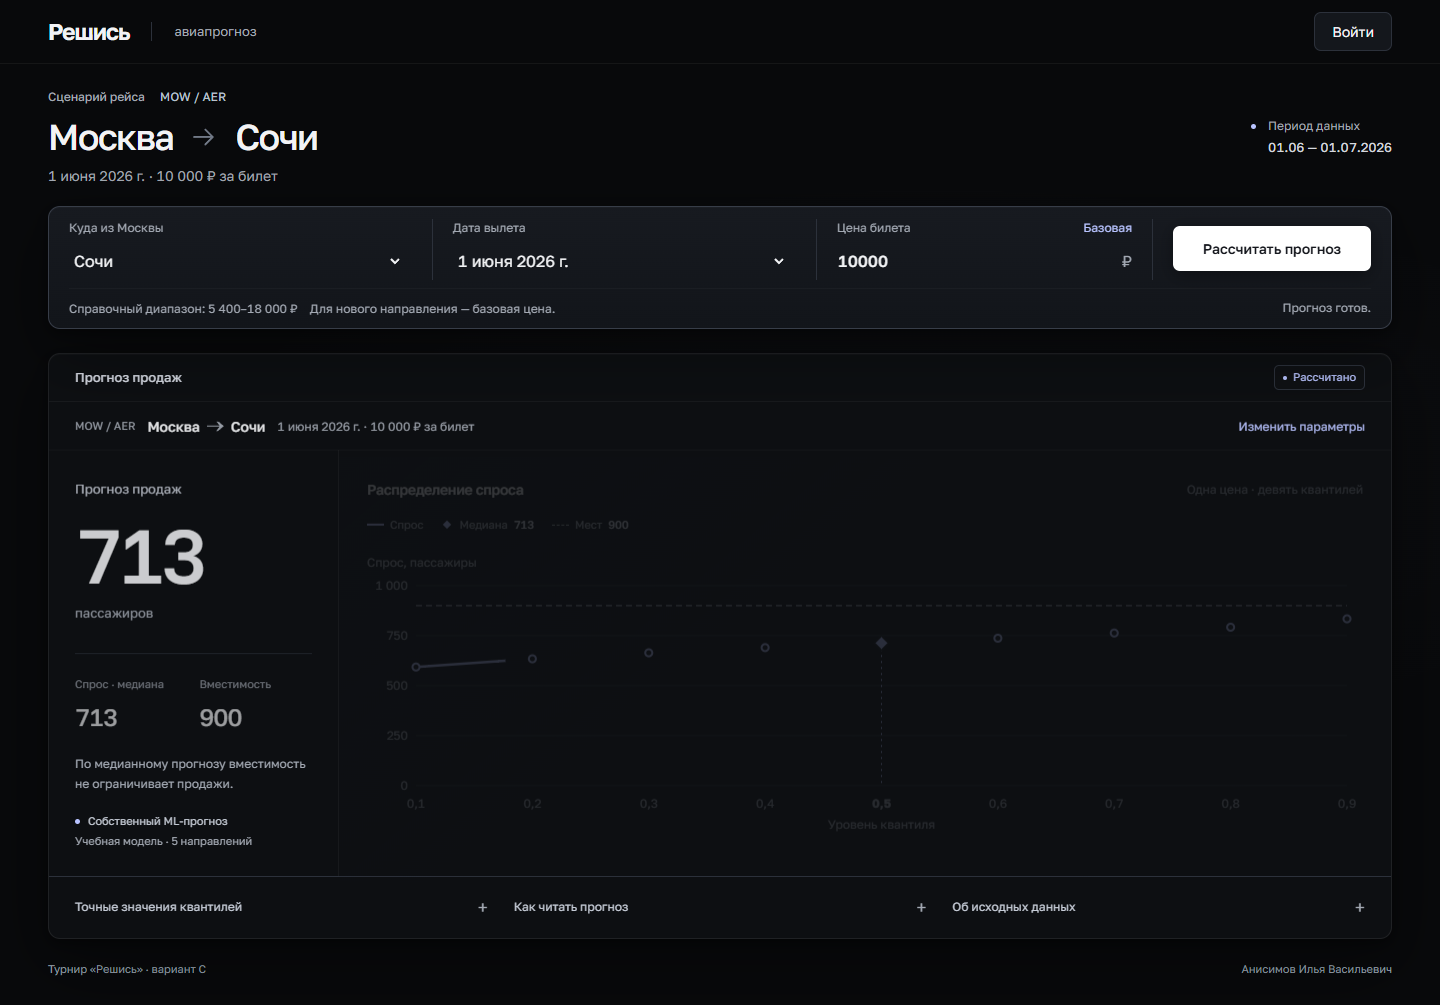 Решись
авиапрогноз
Войти
Сценарий рейса MOW / AER
Москва → Сочи
1 июня 2026 г. · 10 000 ₽ за билет
Период данных
01.06 — 01.07.2026
Куда из Москвы
Сочи
Дата вылета
1 июня 2026 г.
Цена билета
Базовая
10000 ₽
Рассчитать прогноз
Справочный диапазон: 5 400–18 000 ₽ Для нового направления — базовая цена.
Прогноз готов.
Прогноз продаж
Рассчитано
MOW / AER Москва → Сочи 1 июня 2026 г. · 10 000 ₽ за билет
Изменить параметры
Прогноз продаж
713
пассажиров
Спрос · медиана
713
Вместимость
900
По медианному прогнозу вместимость
не ограничивает продажи.
Собственный ML-прогноз
Учебная модель · 5 направлений
Распределение спроса
Одна цена · девять квантилей
Спрос
Медиана 713
Мест 900
Спрос, пассажиры
1 000
750
500
250
0
0,1 0,2 0,3 0,4 0,5 0,6 0,7 0,8 0,9
Уровень квантиля
Точные значения квантилей +
Как читать прогноз +
Об исходных данных +
Турнир «Решись» · вариант C
Анисимов Илья Васильевич